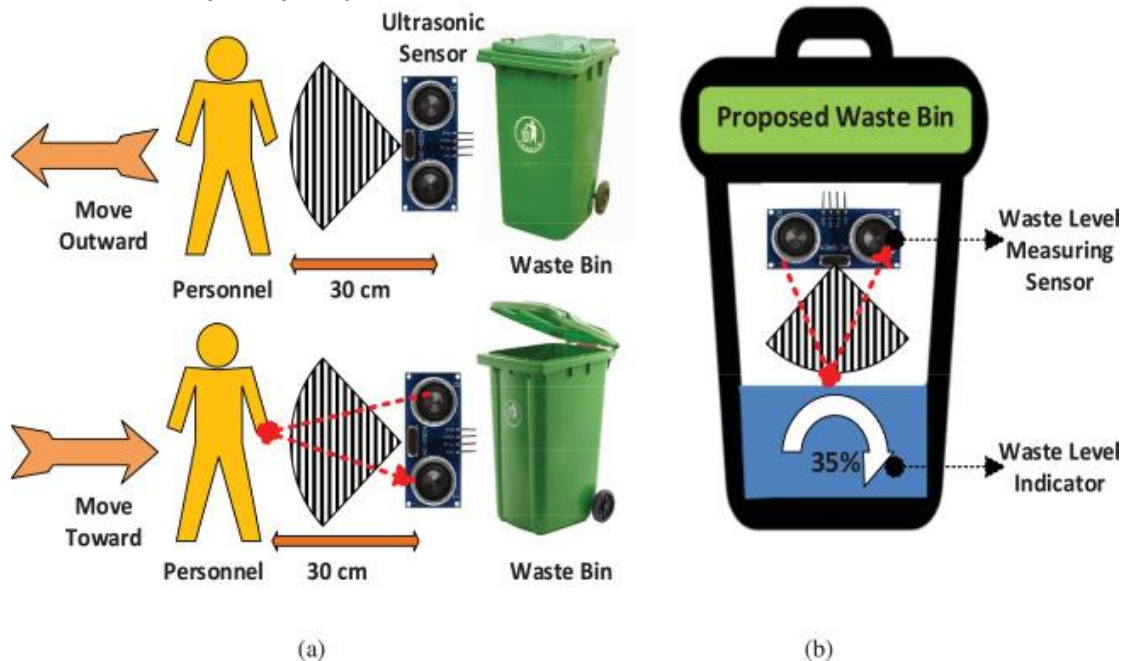 Ultrasonic
Sensor
Move
Outward
Personnel
30 cm
Waste Bin
Move
Toward
Personnel
30 cm
Waste Bin
(a)
Proposed Waste Bin
Waste Level
Measuring
Sensor
35%
Waste Level
Indicator
(b)